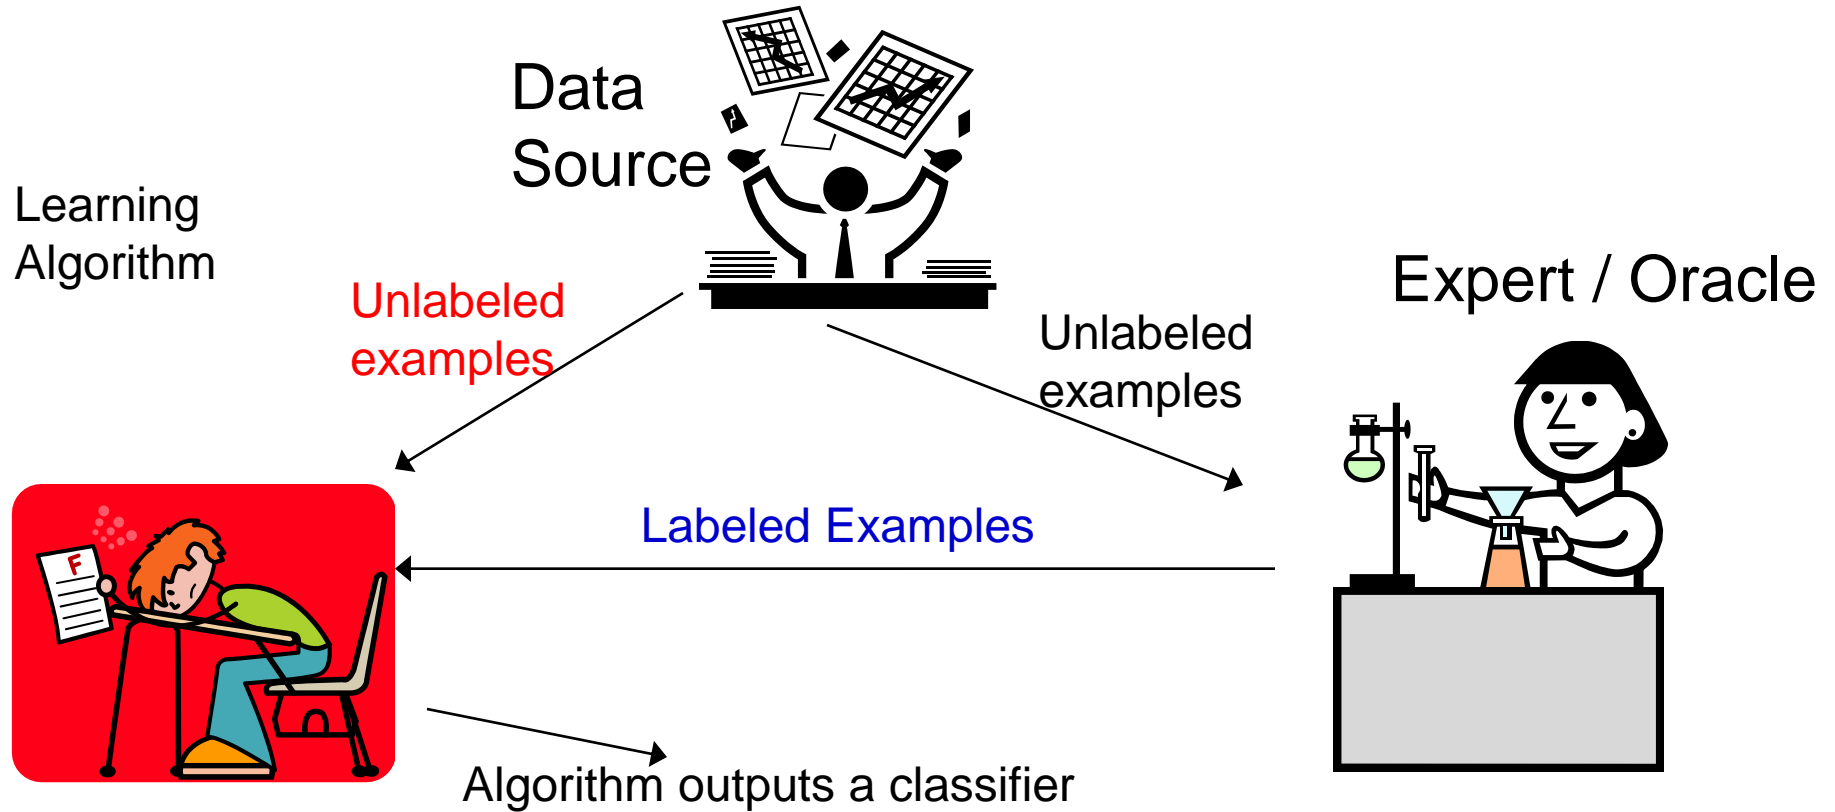 Data
Source
Learning
Algorithm
Unlabeled
examples
Unlabeled
examples
Expert / Oracle
Labeled Examples
F
Algorithm outputs a classifier